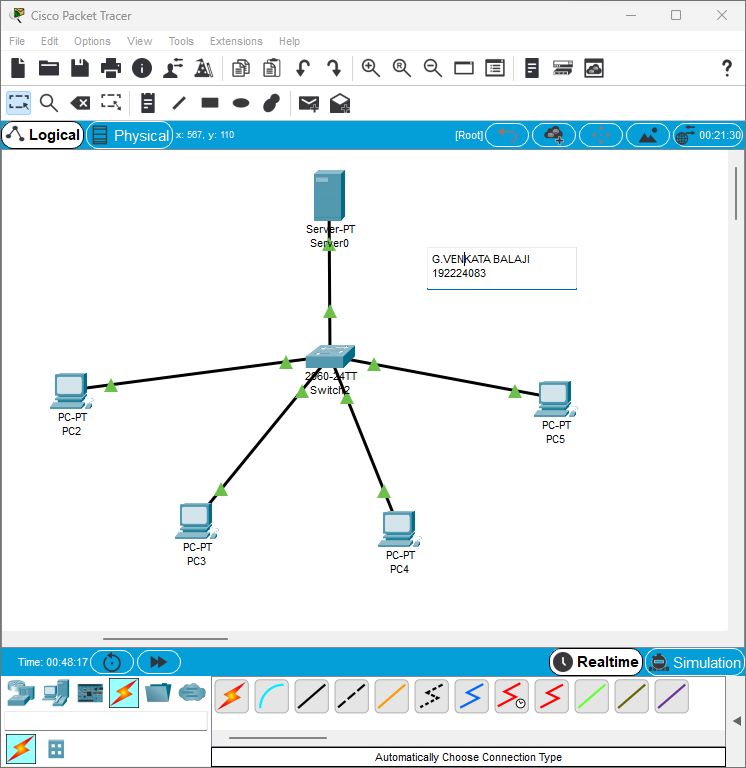 Cisco Packet Tracer
File Edit Options View Tools Extensions Help
Logical Physical x: 567, y: 110 [Root] 00:21:30
Server-PT
Server0
G.VENKATA BALAJI
192224083
2960-24TT
Switch2
PC-PT
PC2
PC-PT
PC5
PC-PT
PC3
PC-PT
PC4
Time: 00:48:17 Realtime Simulation
Automatically Choose Connection Type